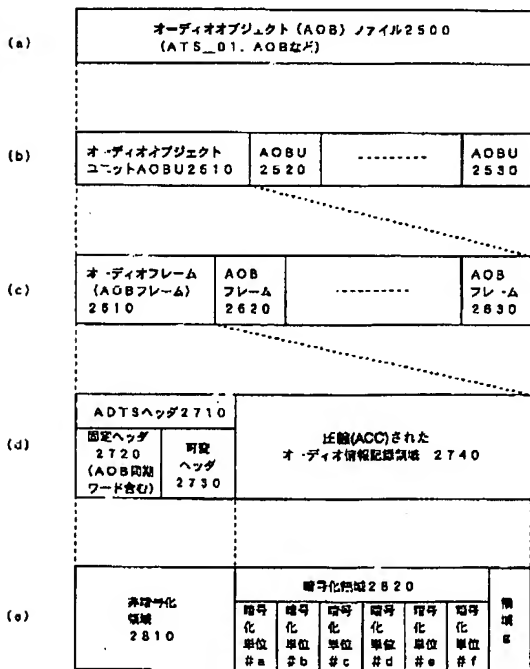 (a)
オーディオオブジェクト(AOB)ファイル2500
(ATS_01.AOBなど)
(b)
オーディオオブジェクト
ユニットAOBU2510
AOBU
2520
AOBU
2530
(c)
オーディオフレーム
(AOBフレーム)
2610
AOB
フレーム
2620
AOB
フレーム
2630
(d)
ADTSヘッダ2710
固定ヘッダ
2720
(AOB同期
ワード含む)
可変
ヘッダ
2730
圧縮(ACC)された
オーディオ情報記録領域 2740
(e)
非暗号化
領域
2810
暗号化領域2820
暗号
化
単位
#a
暗号
化
単位
#b
暗号
化
単位
#c
暗号
化
単位
#d
暗号
化
単位
#e
暗号
化
単位
#f
領
域
g